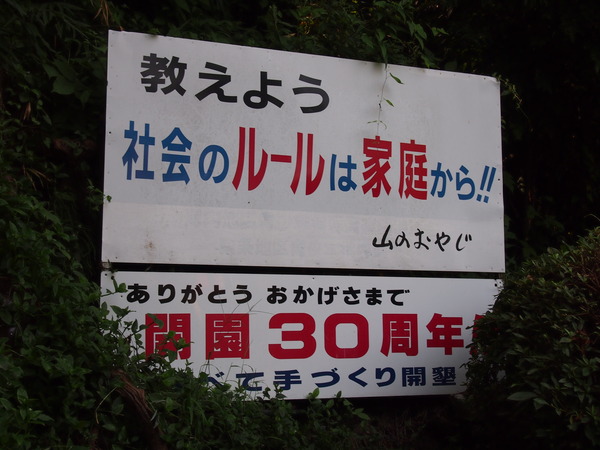 教えよう
社会のルールは家庭から!!
山のおやじ
ありがとう おかげさまで
開園30周年
べて手づくり開墾